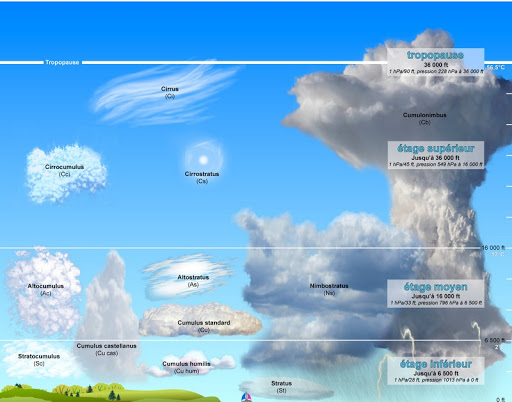 tropopause
36 000 ft
1 hPa/90 ft, pression 228 hPa à 36 000 ft
Tropopause
- 56.5°C
Cirrus
(Ci)
Cumulonimbus
(Cb)
étage supérieur
Jusqu'à 36 000 ft
1 hPa/45 ft, pression 549 hPa à 16 000 ft
Cirrocumulus
(Cc)
Cirrostratus
(Cs)
16 000 ft
Altocumulus
(Ac)
Altostratus
(As)
Nimbostratus
(Ns)
étage moyen
Jusqu'à 16 000 ft
1 hPa/33 ft, pression 796 hPa à 6 500 ft
Cumulus standard
(Cu)
Cumulus castellanus
(Cu cas)
6 500 ft
Stratocumulus
(Sc)
Cumulus humilis
(Cu hum)
étage inférieur
Jusqu'à 6 500 ft
1 hPa/28 ft, pression 1013 hPa à 0 ft
Stratus
(St)
0 ft